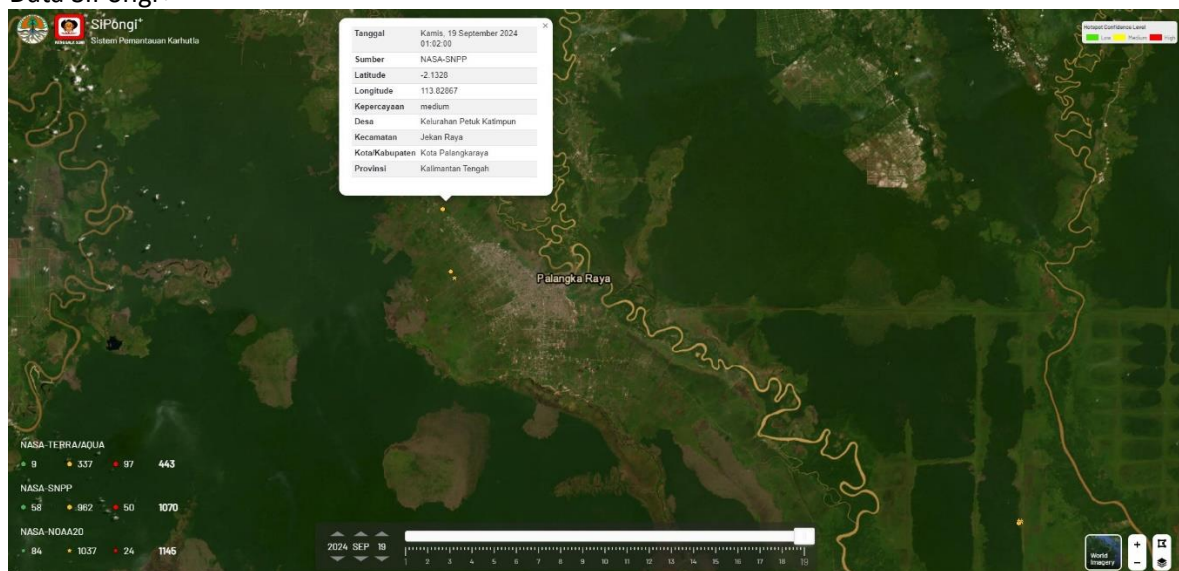 Data SiPongi+
SiPongi+
Sistem Pemantauan Karhutla
Tanggal Kamis, 19 September 2024
01:02:00
Sumber NASA-SNPP
Latitude -2.1328
Longitude 113.82867
Kepercayaan medium
Desa Kelurahan Petuk Katimpun
Kecamatan Jekan Raya
Kota/Kabupaten Kota Palangkaraya
Provinsi Kalimantan Tengah
×
Hotspot Confidence Level
Low Medium High
Palangka Raya
NASA-TERRA/AQUA
9 337 97 443
NASA-SNPP
58 962 50 1070
NASA-NOAA20
84 1037 24 1145
2024 SEP 19
1 2 3 4 5 6 7 8 9 10 11 12 13 14 15 16 17 18 19
World
Imagery
+
−